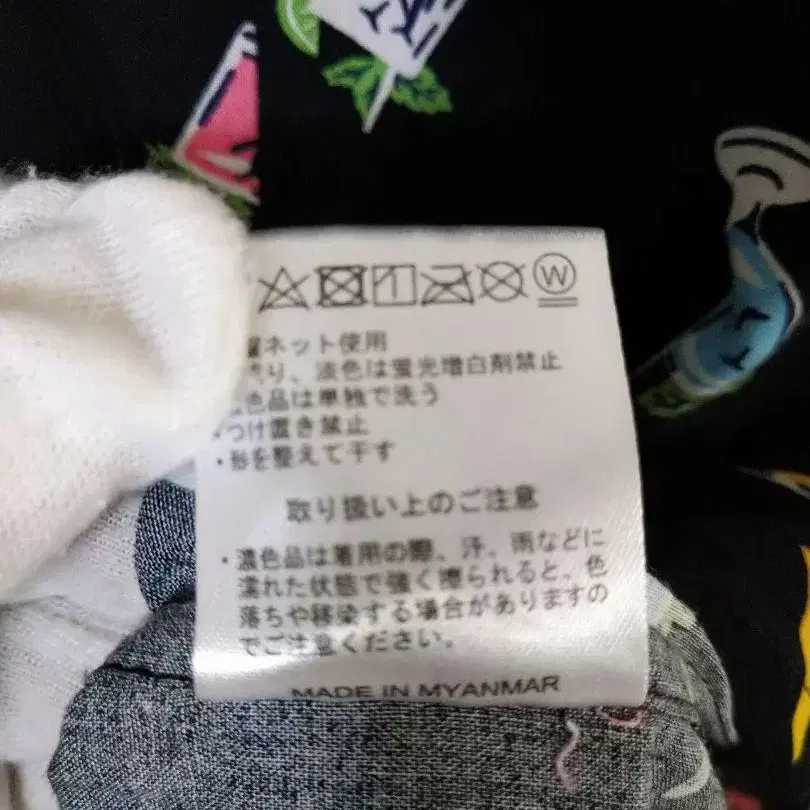 W
ネット使用
り、淡色は蛍光増白剤禁止
色品は単独で洗う
・つけ置き禁止
・形を整えて干す
取り扱い上のご注意
・濃色品は着用の際、汗、雨などに
濡れた状態で強く擦られると、色
落ちや移染する場合がありますの
でご注意ください。
MADE IN MYANMAR